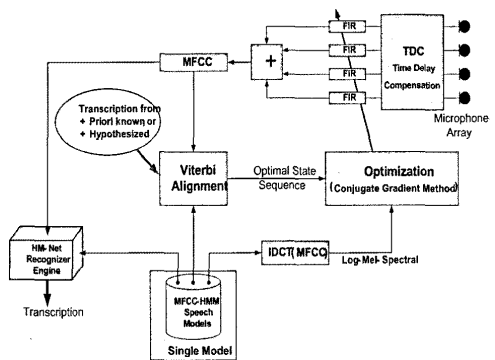 FIR
TDC
Time Delay
Compensation
FIR
FIR
FIR
MFCC
+
Microphone
Array
Transcription from
+ Priori known or
+ Hypothesized
Viterbi
Alignment
Optimal State
Sequence
Optimization
(Conjugate Gradient Method)
HM-Net
Recognizer
Engine
IDCT(MFCC)
Log-Mel-Spectral
Transcription
MFCC-HMM
Speech
Models
Single Model